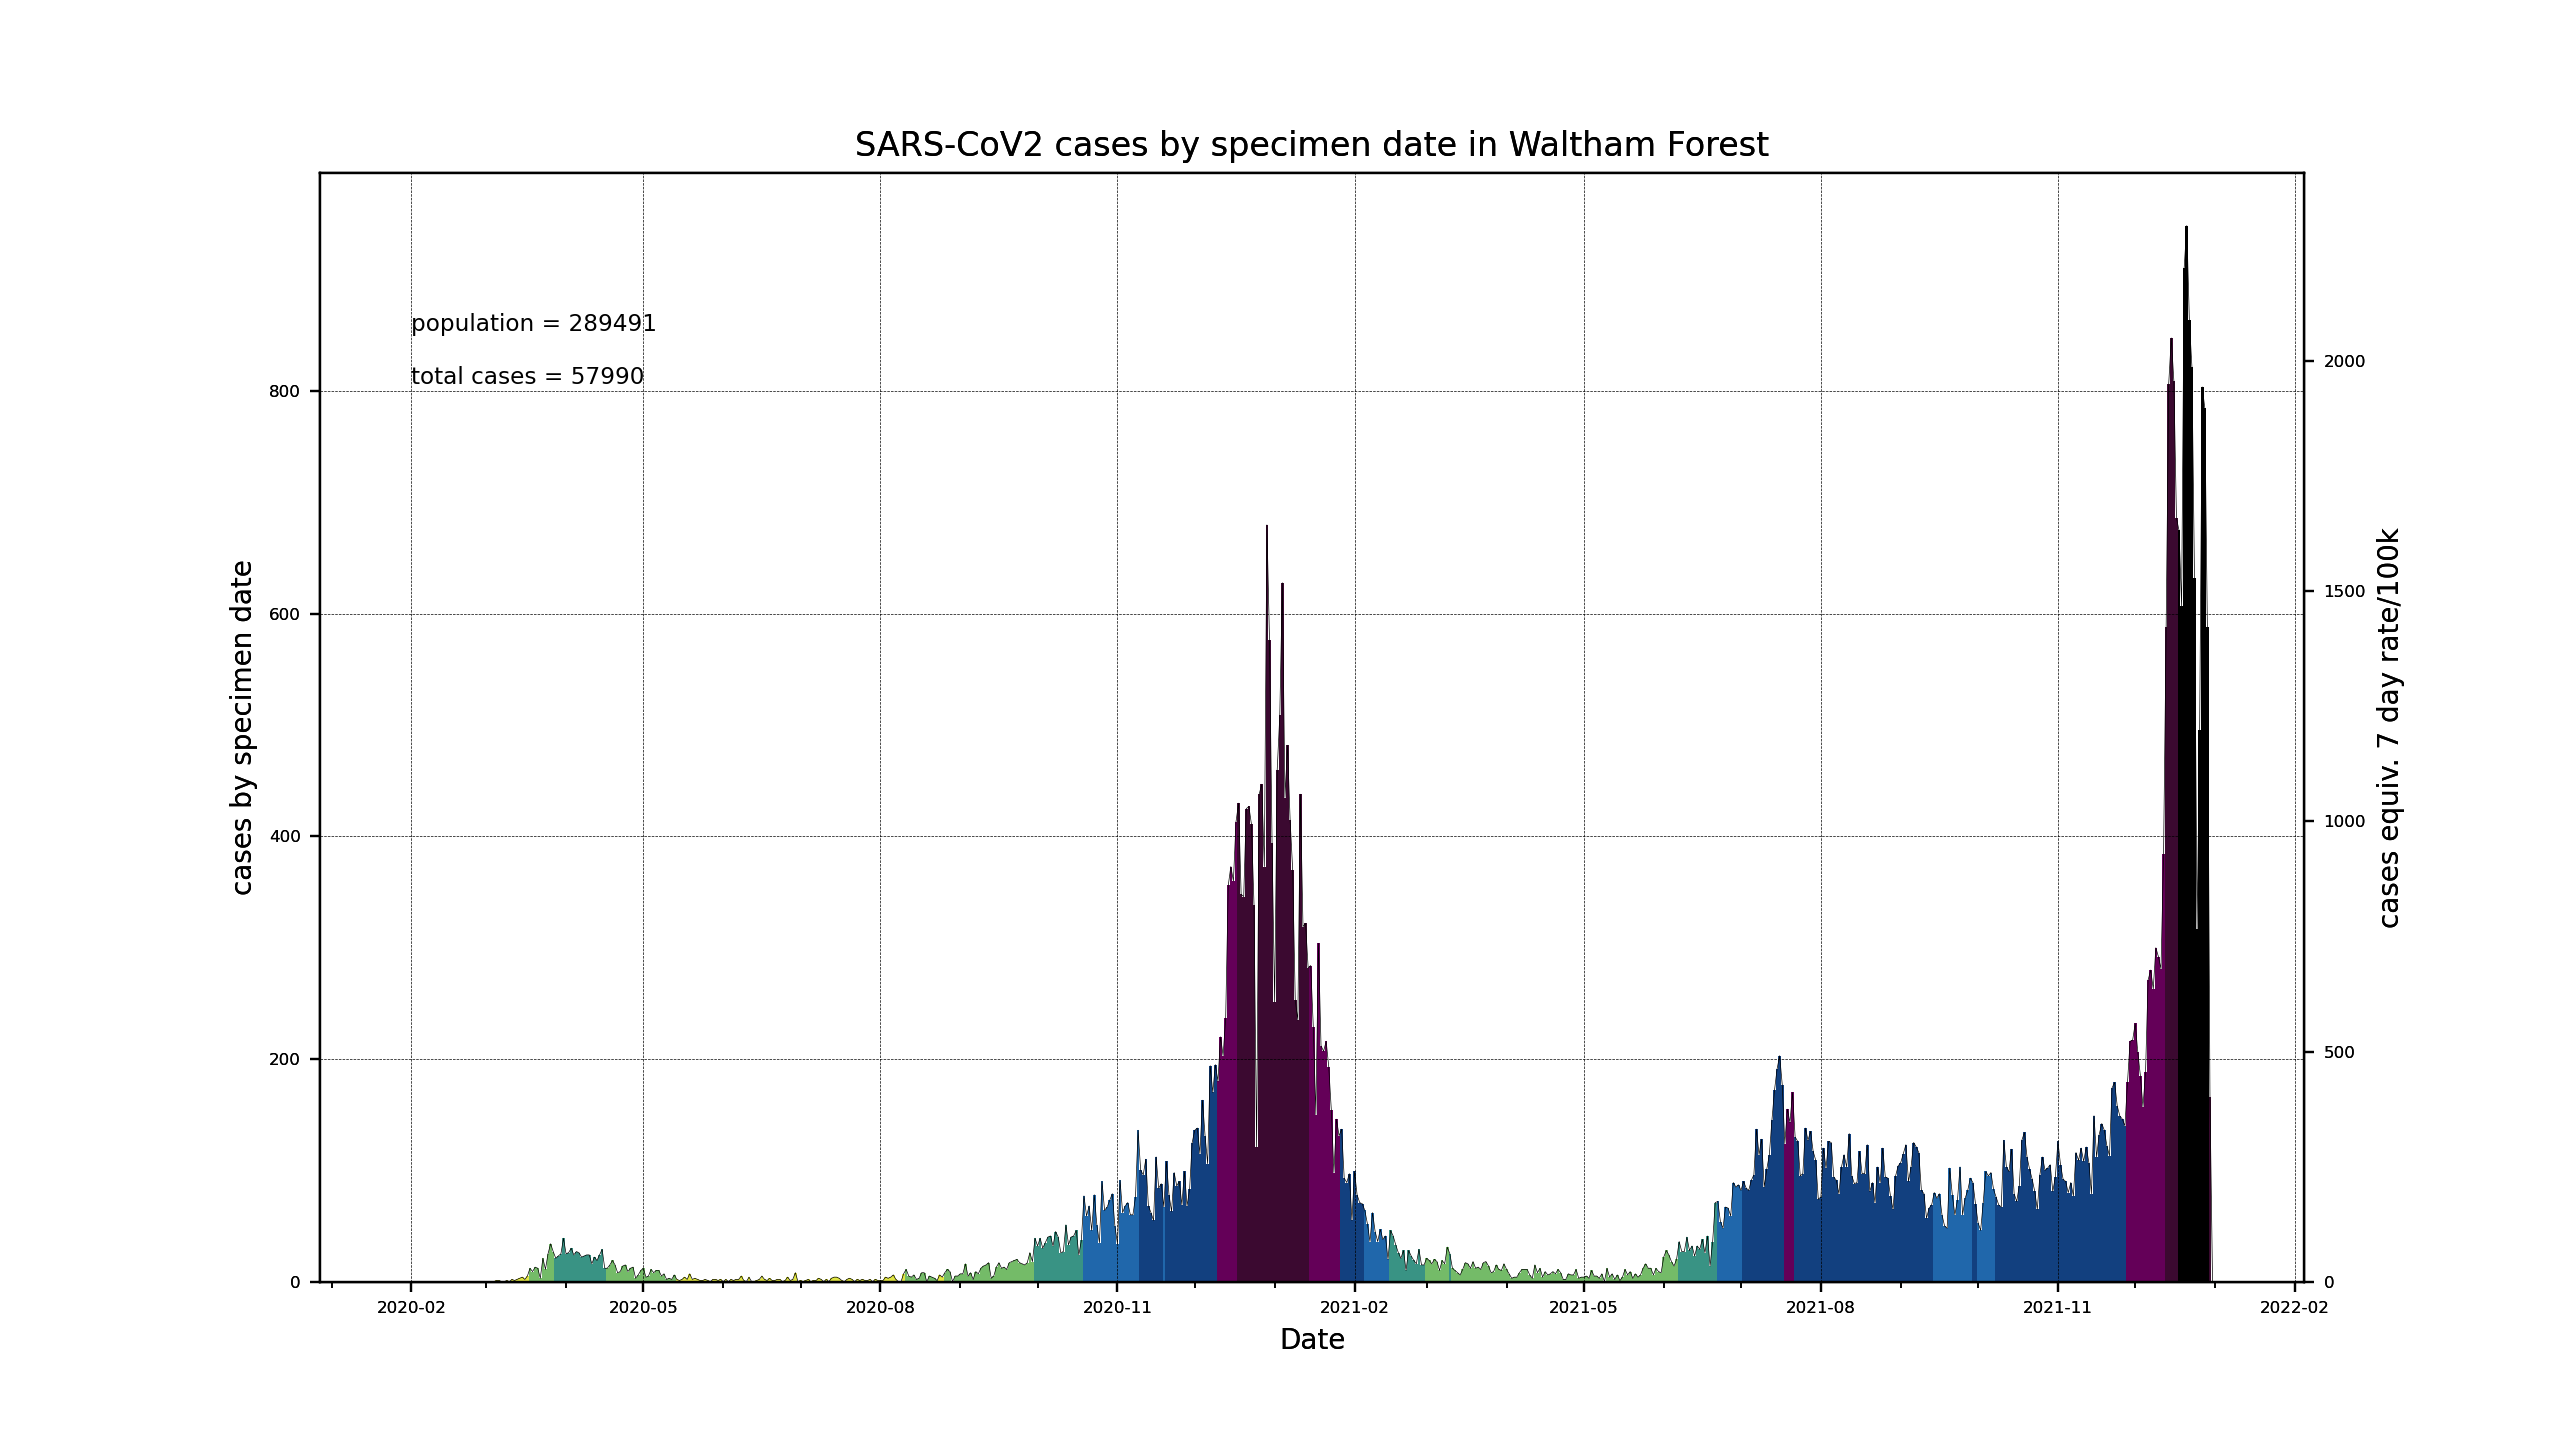 SARS-CoV2 cases by specimen date in Waltham Forest
population = 289491
total cases = 57990
cases by specimen date
800
600
400
200
0
cases equiv. 7 day rate/100k
2000
1500
1000
500
0
2020-02 2020-05 2020-08 2020-11 2021-02 2021-05 2021-08 2021-11 2022-02
Date